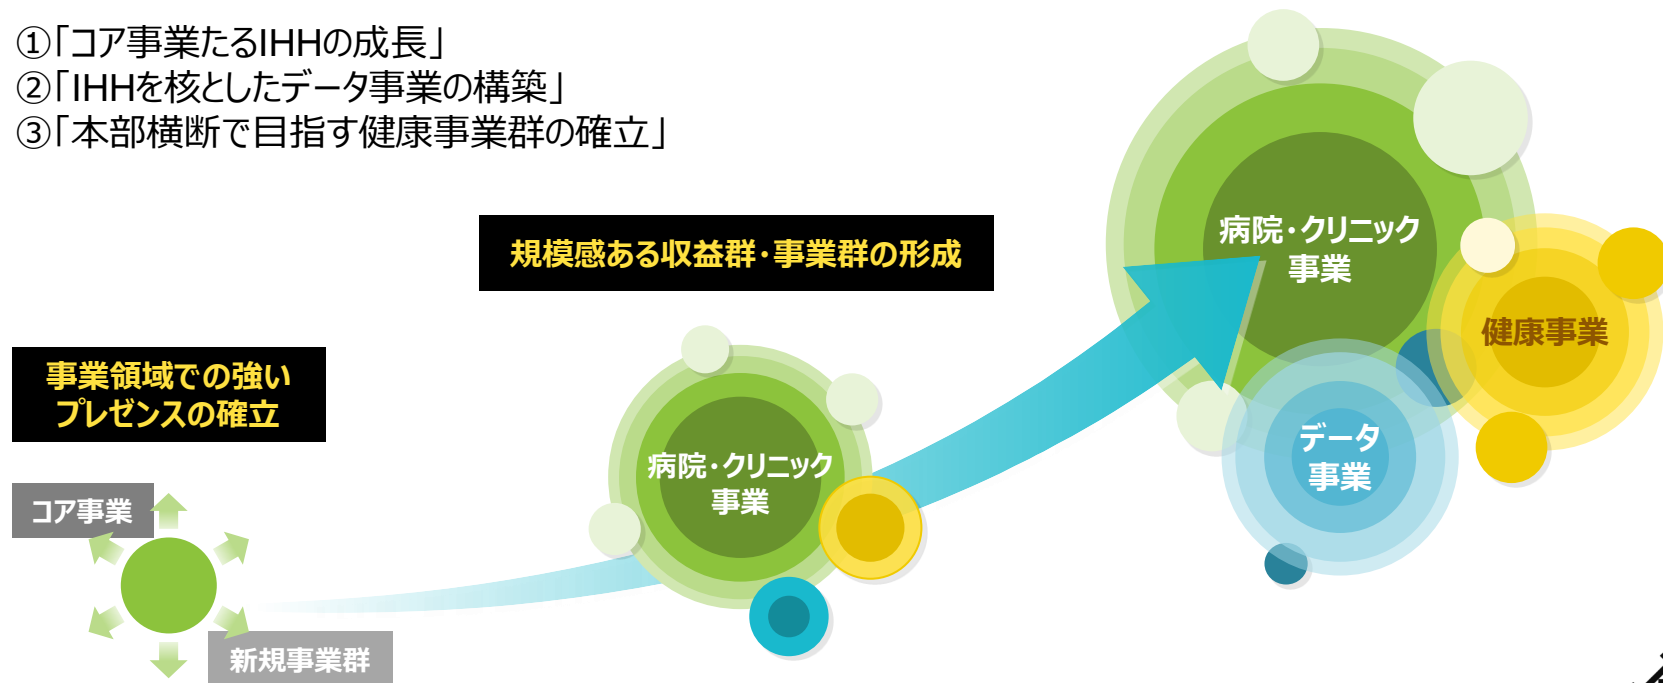 ①「コア事業たるIHHの成長」
②「IHHを核としたデータ事業の構築」
③「本部横断で目指す健康事業群の確立」
規模感ある収益群・事業群の形成
事業領域での強い
プレゼンスの確立
コア事業
新規事業群
病院・クリニック
事業
病院・クリニック
事業
健康事業
データ
事業